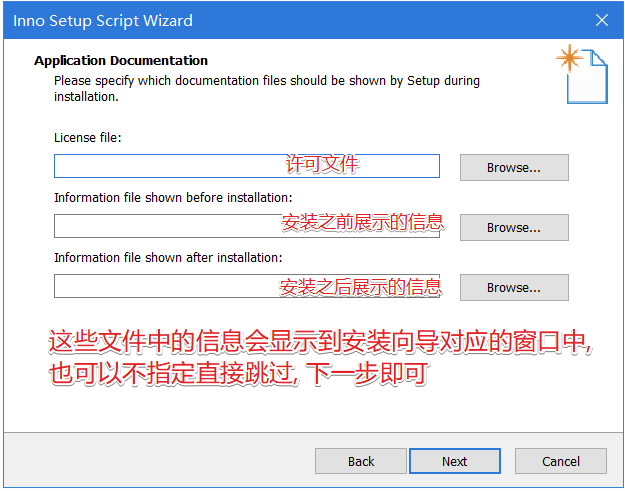 Inno Setup Script Wizard
Application Documentation
Please specify which documentation files should be shown by Setup during
installation.
License file:
许可文件
Browse...
Information file shown before installation:
安装之前展示的信息
Browse...
Information file shown after installation:
安装之后展示的信息
Browse...
这些文件中的信息会显示到安装向导对应的窗口中,
也可以不指定直接跳过, 下一步即可
Back
Next
Cancel